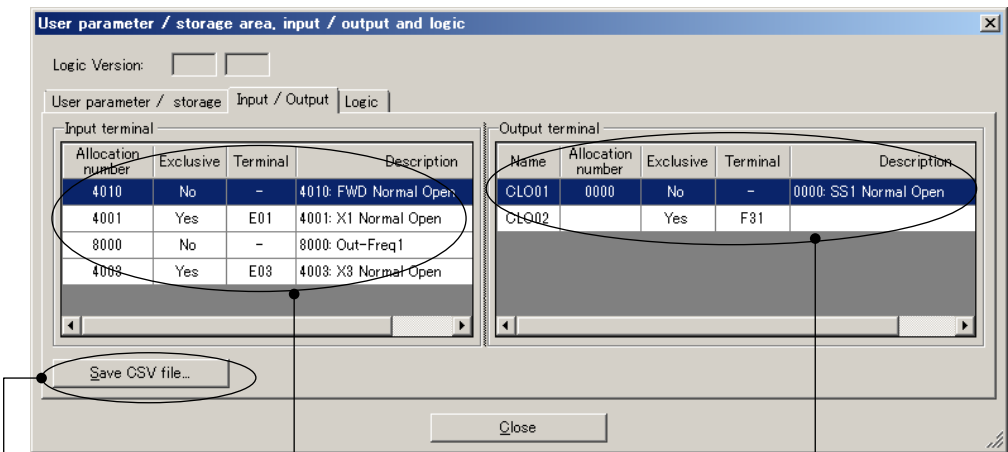 User parameter / storage area, input / output and logic
Logic Version:
User parameter / storage Input / Output Logic
Input terminal
Allocation number Exclusive Terminal Description
4010 No – 4010: FWD Normal Open
4001 Yes E01 4001: X1 Normal Open
8000 No – 8000: Out-Freq1
4003 Yes E03 4003: X3 Normal Open
Output terminal
Name Allocation number Exclusive Terminal Description
CLO01 0000 No – 0000: SS1 Normal Open
CLO02 Yes F31
Save CSV file...
Close